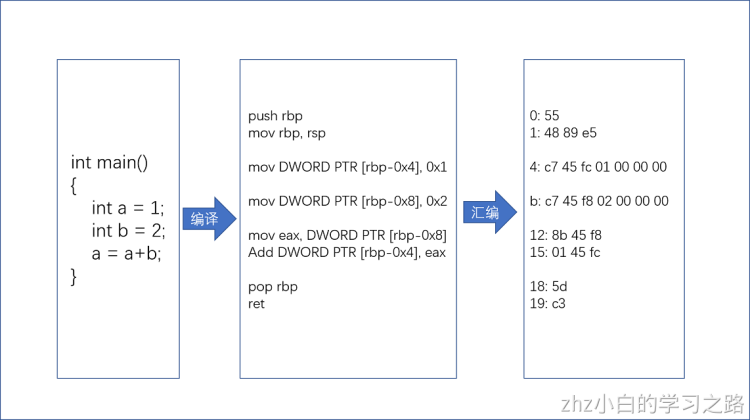 int main()
{
int a = 1;
int b = 2;
a = a+b;
}
编译
push rbp
mov rbp, rsp
mov DWORD PTR [rbp-0x4], 0x1
mov DWORD PTR [rbp-0x8], 0x2
mov eax, DWORD PTR [rbp-0x8]
Add DWORD PTR [rbp-0x4], eax
pop rbp
ret
汇编
0: 55
1: 48 89 e5
4: c7 45 fc 01 00 00 00
b: c7 45 f8 02 00 00 00
12: 8b 45 f8
15: 01 45 fc
18: 5d
19: c3
zhz小白的学习之路